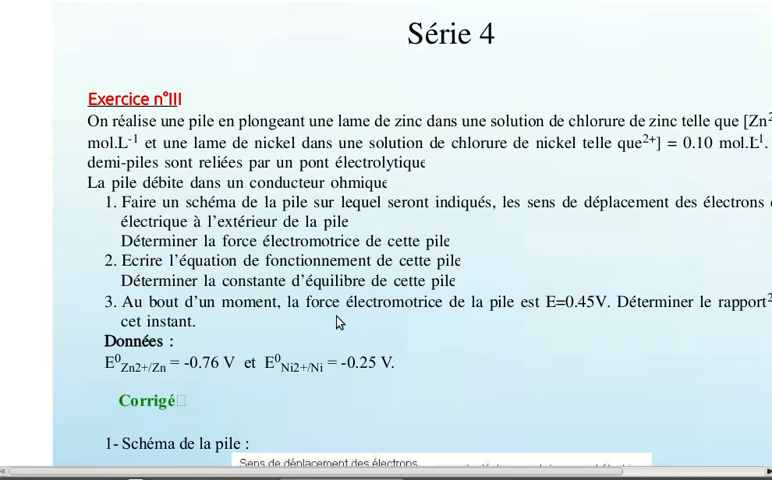 Série 4
Exercice n°III
On réalise une pile en plongeant une lame de zinc dans une solution de chlorure de zinc telle que [Zn²
mol.L⁻¹ et une lame de nickel dans une solution de chlorure de nickel telle que²⁺] = 0.10 mol.L¹.
demi-piles sont reliées par un pont électrolytique
La pile débite dans un conducteur ohmique
1. Faire un schéma de la pile sur lequel seront indiqués, les sens de déplacement des électrons
électrique à l’extérieur de la pile
Déterminer la force électromotrice de cette pile
2. Ecrire l’équation de fonctionnement de cette pile
Déterminer la constante d’équilibre de cette pile
3. Au bout d’un moment, la force électromotrice de la pile est E=0.45V. Déterminer le rapport²
cet instant.
Données :
E⁰Zn2+/Zn = -0.76 V et E⁰Ni2+/Ni = -0.25 V.
Corrigé
1- Schéma de la pile :
Sens de déplacement des électrons